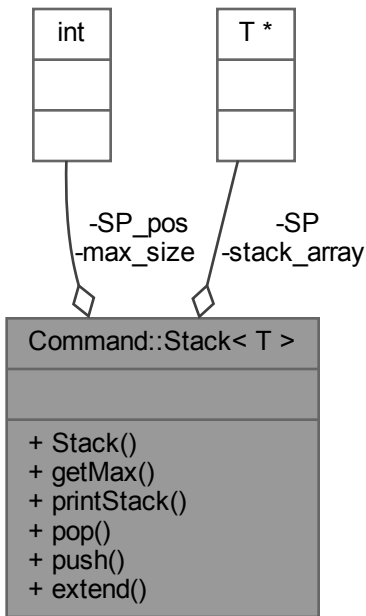 int
T *
-SP_pos
-max_size
-SP
-stack_array
Command::Stack< T >
+ Stack()
+ getMax()
+ printStack()
+ pop()
+ push()
+ extend()